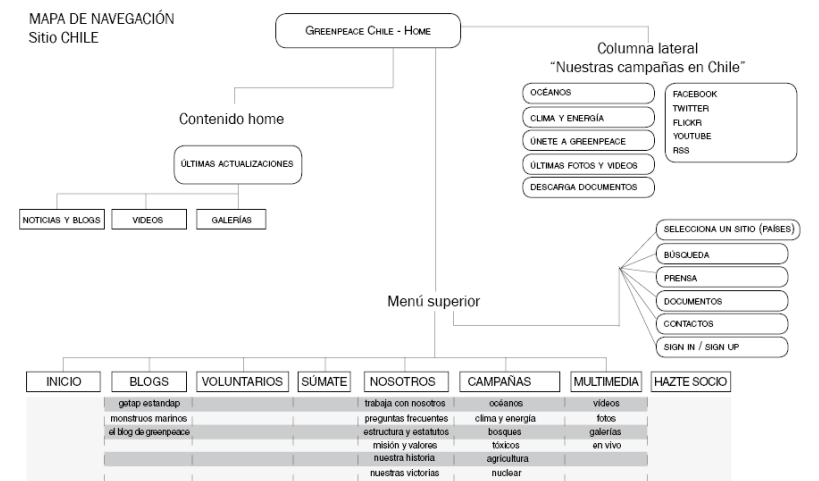 MAPA DE NAVEGACIÓN
Sitio CHILE
GREENPEACE CHILE - HOME
Columna lateral
“Nuestras campañas en Chile”
OCÉANOS
CLIMA Y ENERGÍA
ÚNETE A GREENPEACE
ÚLTIMAS FOTOS Y VIDEOS
DESCARGA DOCUMENTOS
FACEBOOK
TWITTER
FLICKR
YOUTUBE
RSS
Contenido home
ÚLTIMAS ACTUALIZACIONES
NOTICIAS Y BLOGS
VIDEOS
GALERÍAS
SELECCIONA UN SITIO (PAÍSES)
BÚSQUEDA
PRENSA
DOCUMENTOS
CONTACTOS
SIGN IN / SIGN UP
Menú superior
INICIO
BLOGS
VOLUNTARIOS
SÚMATE
NOSOTROS
CAMPAÑAS
MULTIMEDIA
HAZTE SOCIO
getap estandap
monstruos marinos
el blog de greenpeace
trabaja con nosotros
preguntas frecuentes
estructura y estatutos
misión y valores
nuestra historia
nuestras victorias
océanos
clima y energía
bosques
tóxicos
agricultura
nuclear
vídeos
fotos
galerías
en vivo